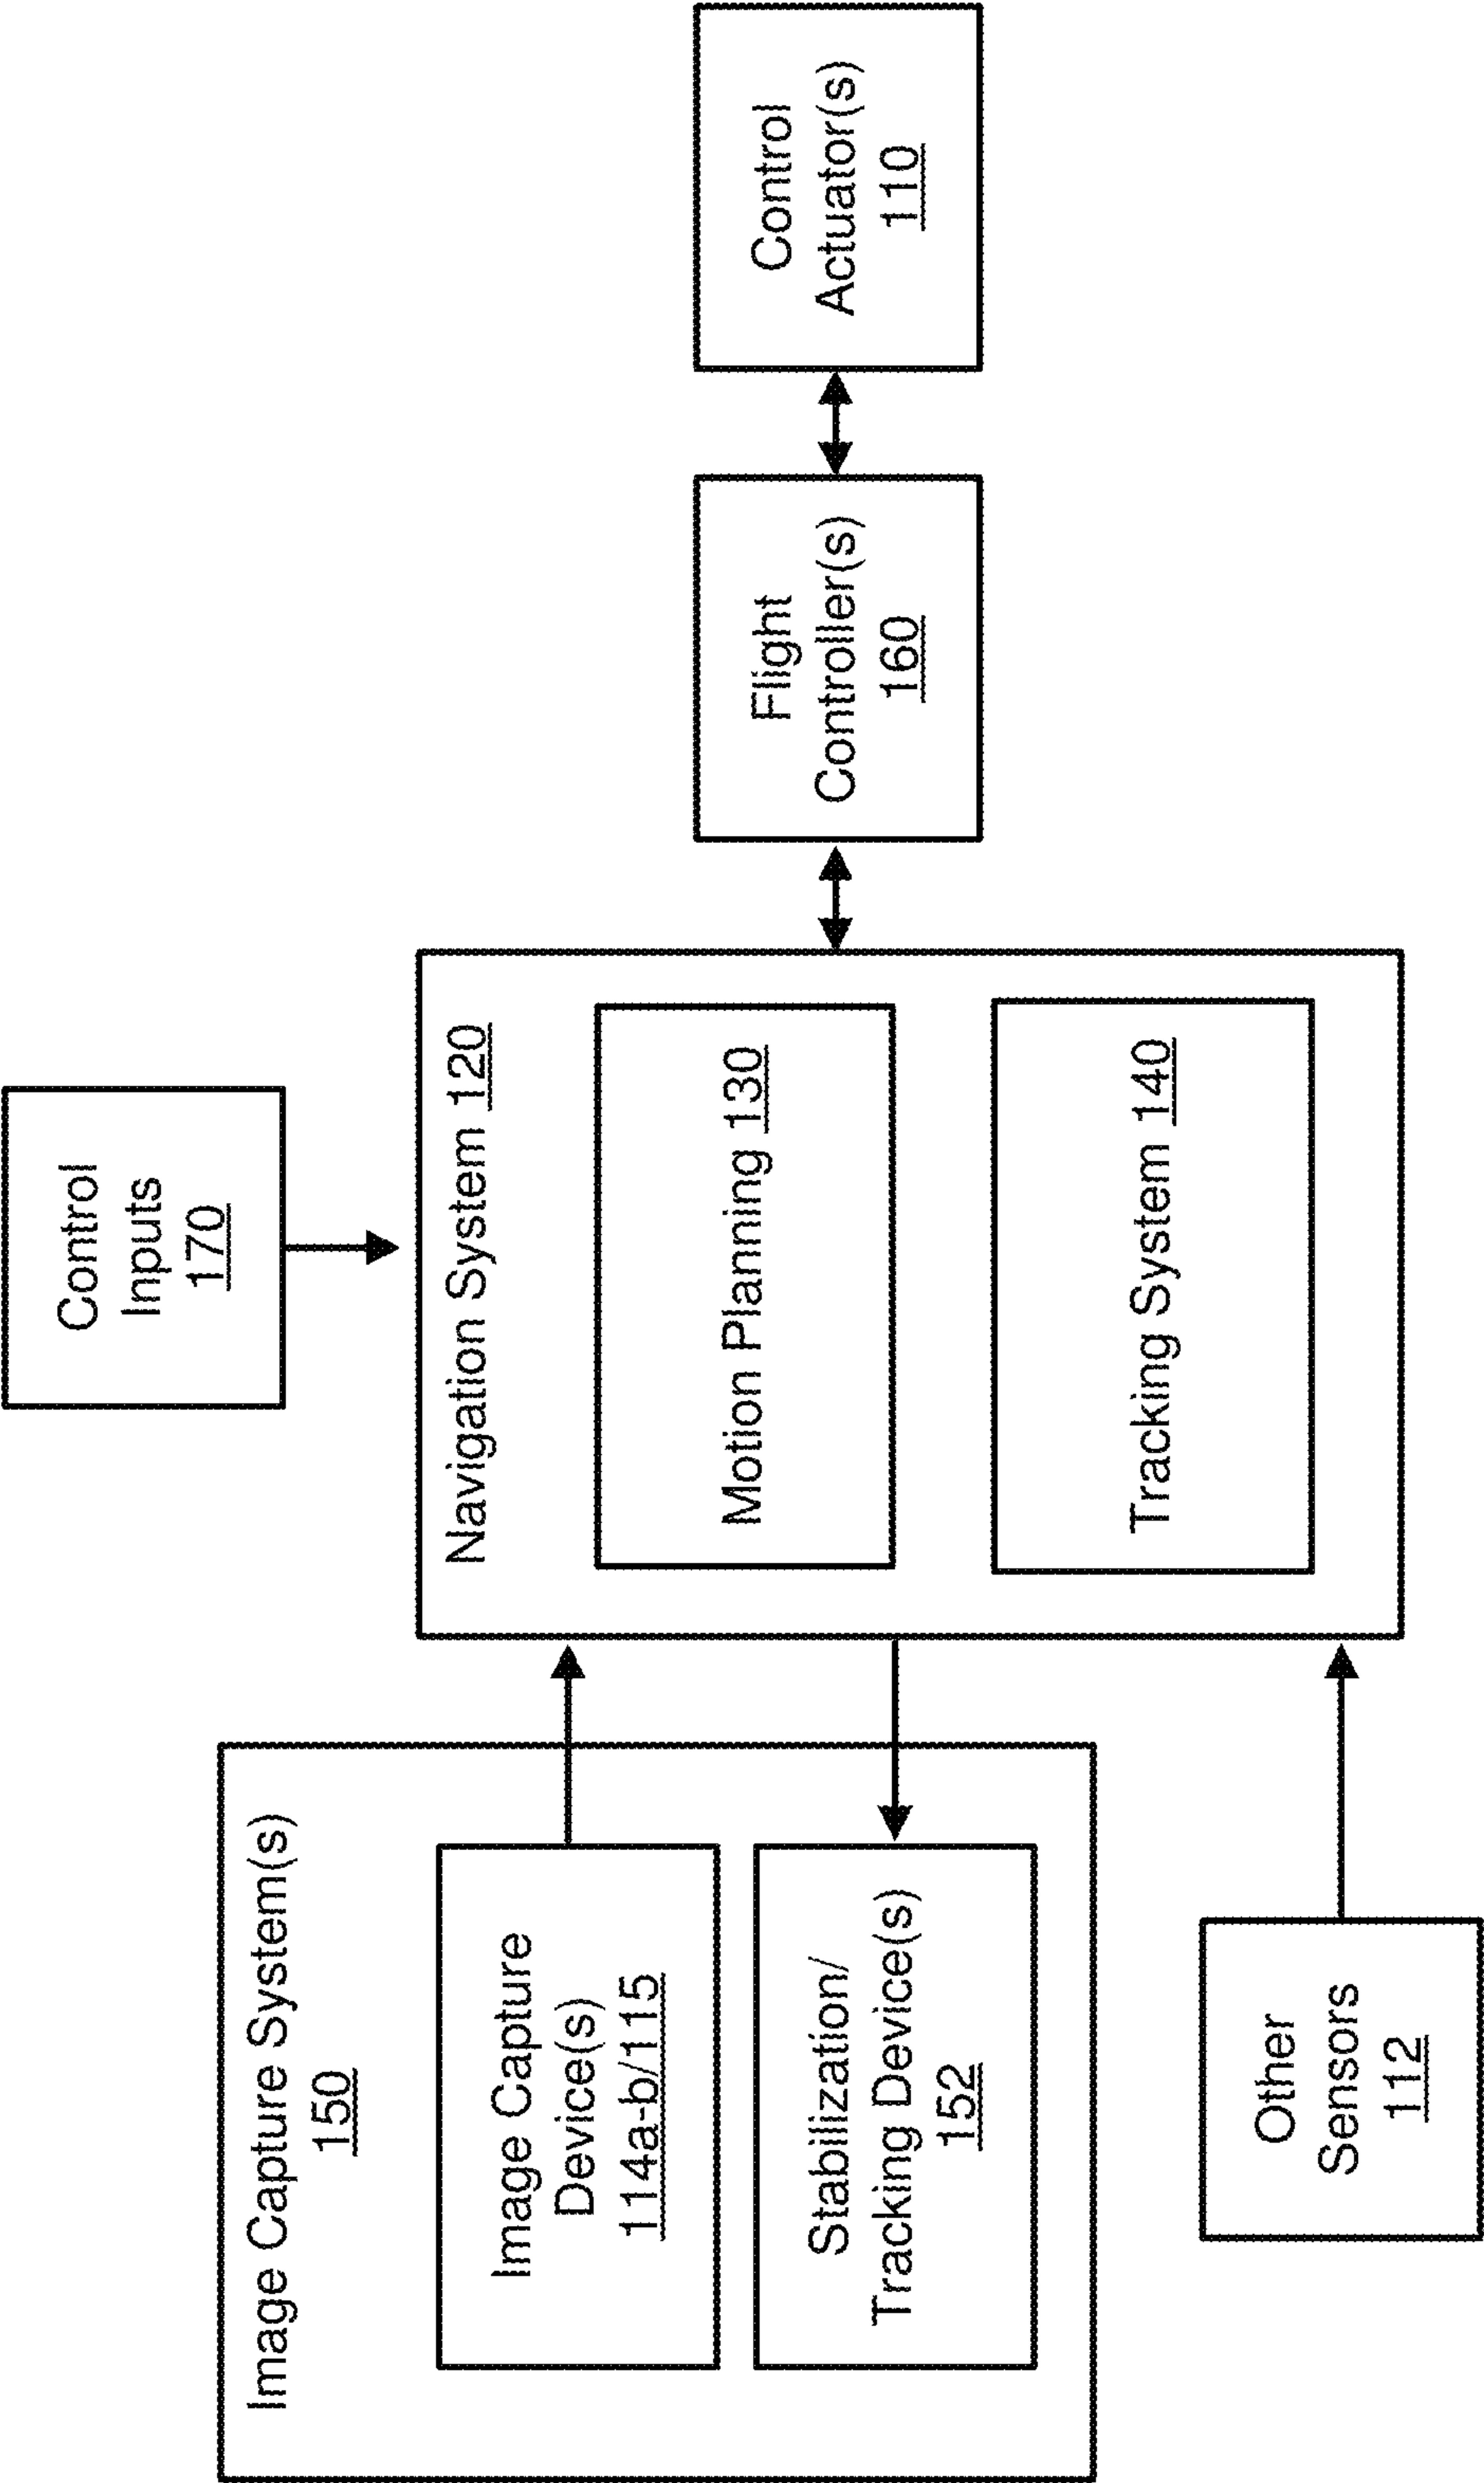 Image Capture System(s)
150
Image Capture
Device(s)
114a-b/115
Stabilization/
Tracking Device(s)
152
Other
Sensors
112
Control
Inputs
170
Navigation System 120
Motion Planning 130
Tracking System 140
Flight
Controller(s)
160
Control
Actuator(s)
110